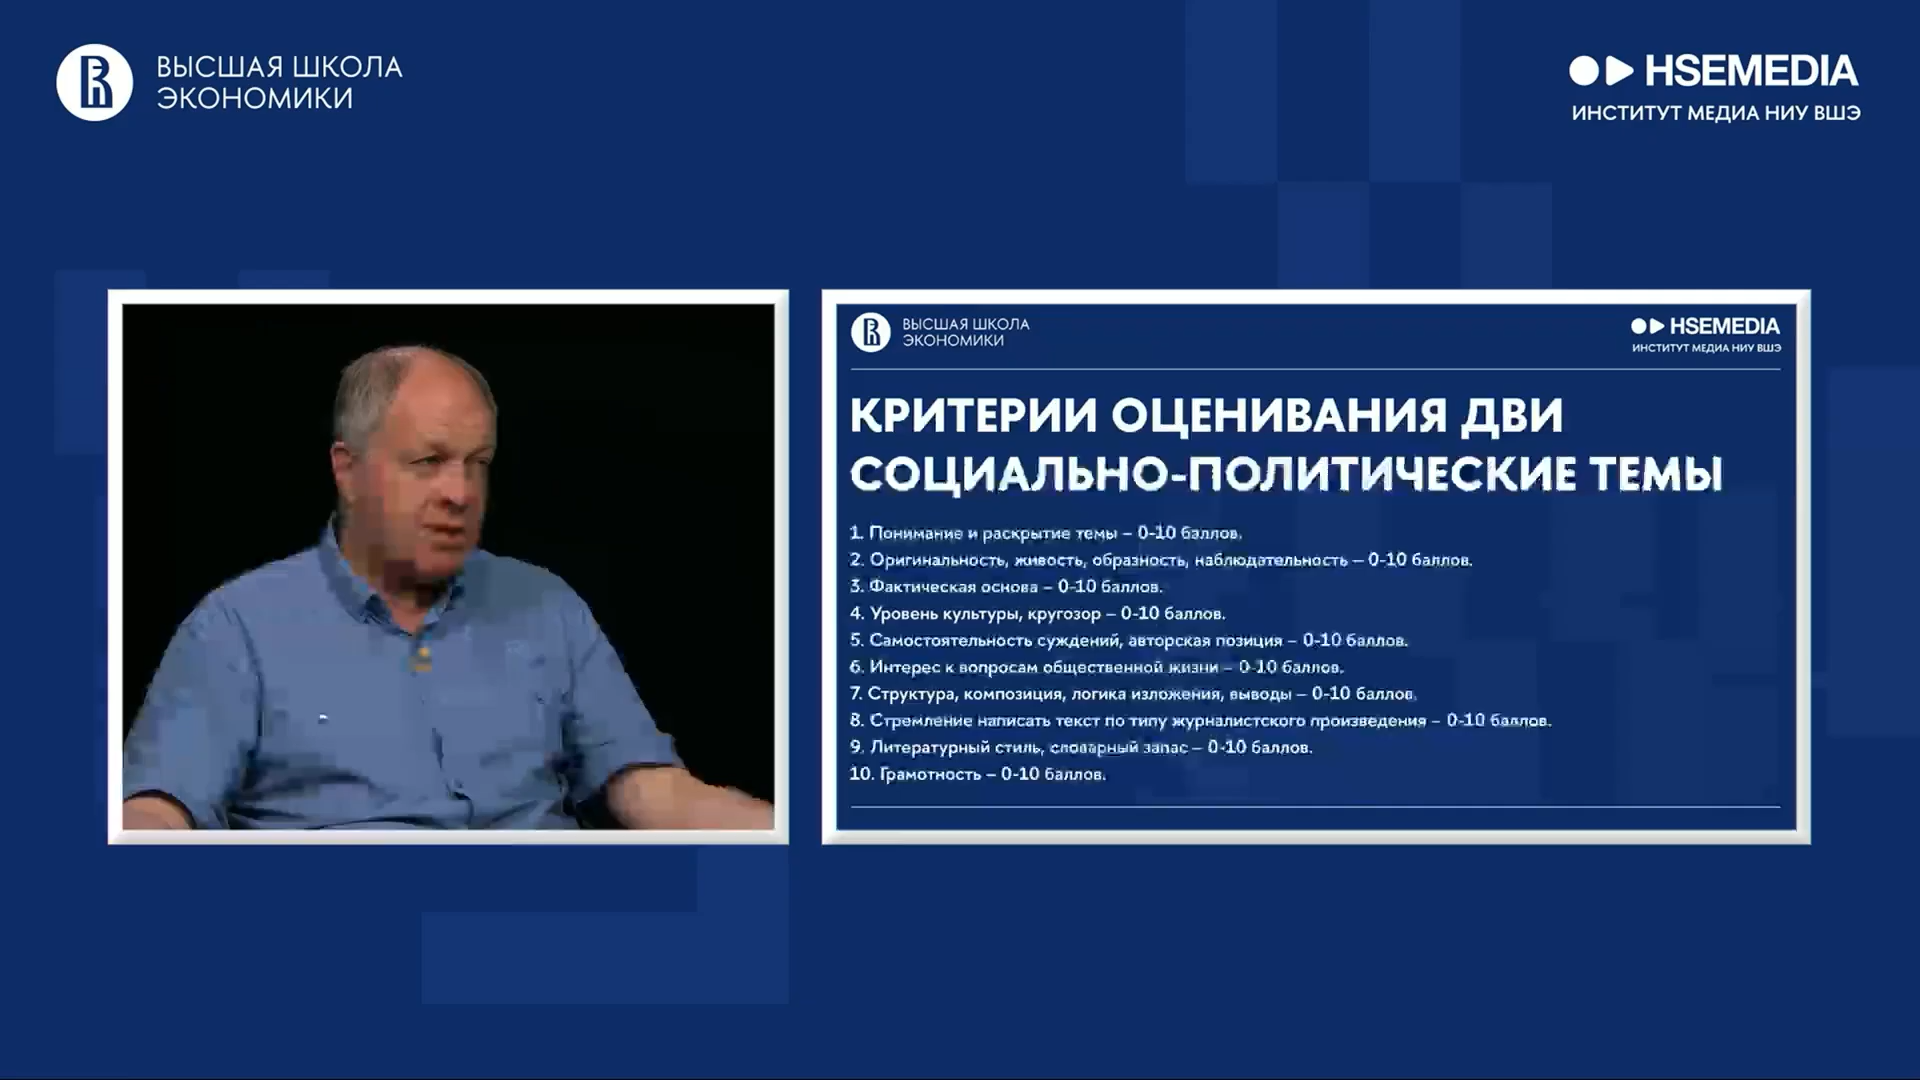 ВЫСШАЯ ШКОЛА
ЭКОНОМИКИ
HSEMEDIA
ИНСТИТУТ МЕДИА НИУ ВШЭ
ВЫСШАЯ ШКОЛА
ЭКОНОМИКИ
HSEMEDIA
ИНСТИТУТ МЕДИА НИУ ВШЭ
КРИТЕРИИ ОЦЕНИВАНИЯ ДВИ
СОЦИАЛЬНО-ПОЛИТИЧЕСКИЕ ТЕМЫ
1. Понимание и раскрытие темы – 0-10 баллов.
2. Оригинальность, живость, образность, наблюдательность – 0-10 баллов.
3. Фактическая основа – 0-10 баллов.
4. Уровень культуры, кругозор – 0-10 баллов.
5. Самостоятельность суждений, авторская позиция – 0-10 баллов.
6. Интерес к вопросам общественной жизни – 0-10 баллов.
7. Структура, композиция, логика изложения, выводы – 0-10 баллов.
8. Стремление написать текст по типу журналистского произведения – 0-10 баллов.
9. Литературный стиль, словарный запас – 0-10 баллов.
10. Грамотность – 0-10 баллов.